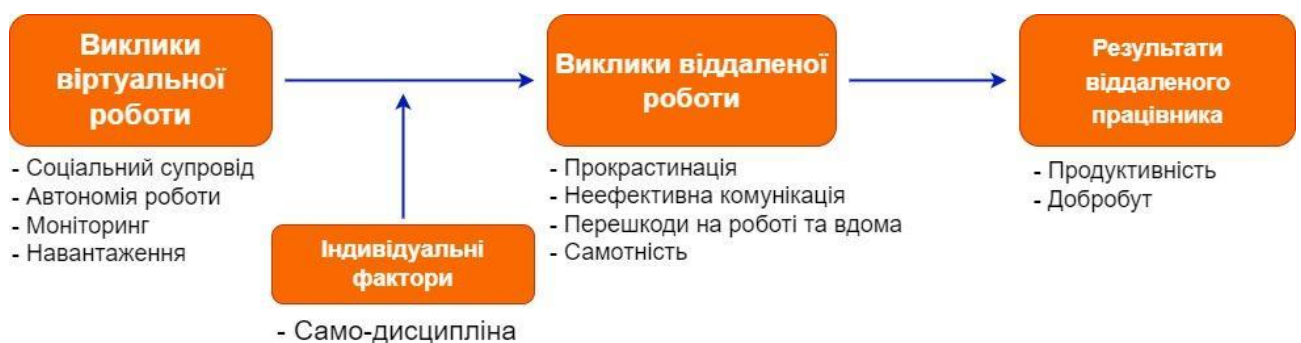 Виклики
віртуальної
роботи
- Соціальний супровід
- Автономія роботи
- Моніторинг
- Навантаження
Індивідуальні
фактори
- Само-дисципліна
Виклики віддаленої
роботи
- Прокрастинація
- Неефективна комунікація
- Перешкоди на роботі та вдома
- Самотність
Результати
віддаленого
працівника
- Продуктивність
- Добробут